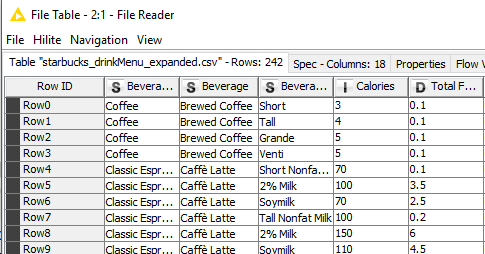 File Table - 2:1 - File Reader
File Hilite Navigation View
Table "starbucks_drinkMenu_expanded.csv" - Rows: 242 Spec - Columns: 18 Properties Flow V
Row ID S Bevera... S Beverage S Bevera... I Calories D Total F...
Row0 Coffee Brewed Coffee Short 3 0.1
Row1 Coffee Brewed Coffee Tall 4 0.1
Row2 Coffee Brewed Coffee Grande 5 0.1
Row3 Coffee Brewed Coffee Venti 5 0.1
Row4 Classic Espr... Caffè Latte Short Nonfat... 70 0.1
Row5 Classic Espr... Caffè Latte 2% Milk 100 3.5
Row6 Classic Espr... Caffè Latte Soymilk 70 2.5
Row7 Classic Espr... Caffè Latte Tall Nonfat Milk 100 0.2
Row8 Classic Espr... Caffè Latte 2% Milk 150 6
Row9 Classic Espr... Caffè Latte Soymilk 110 4.5